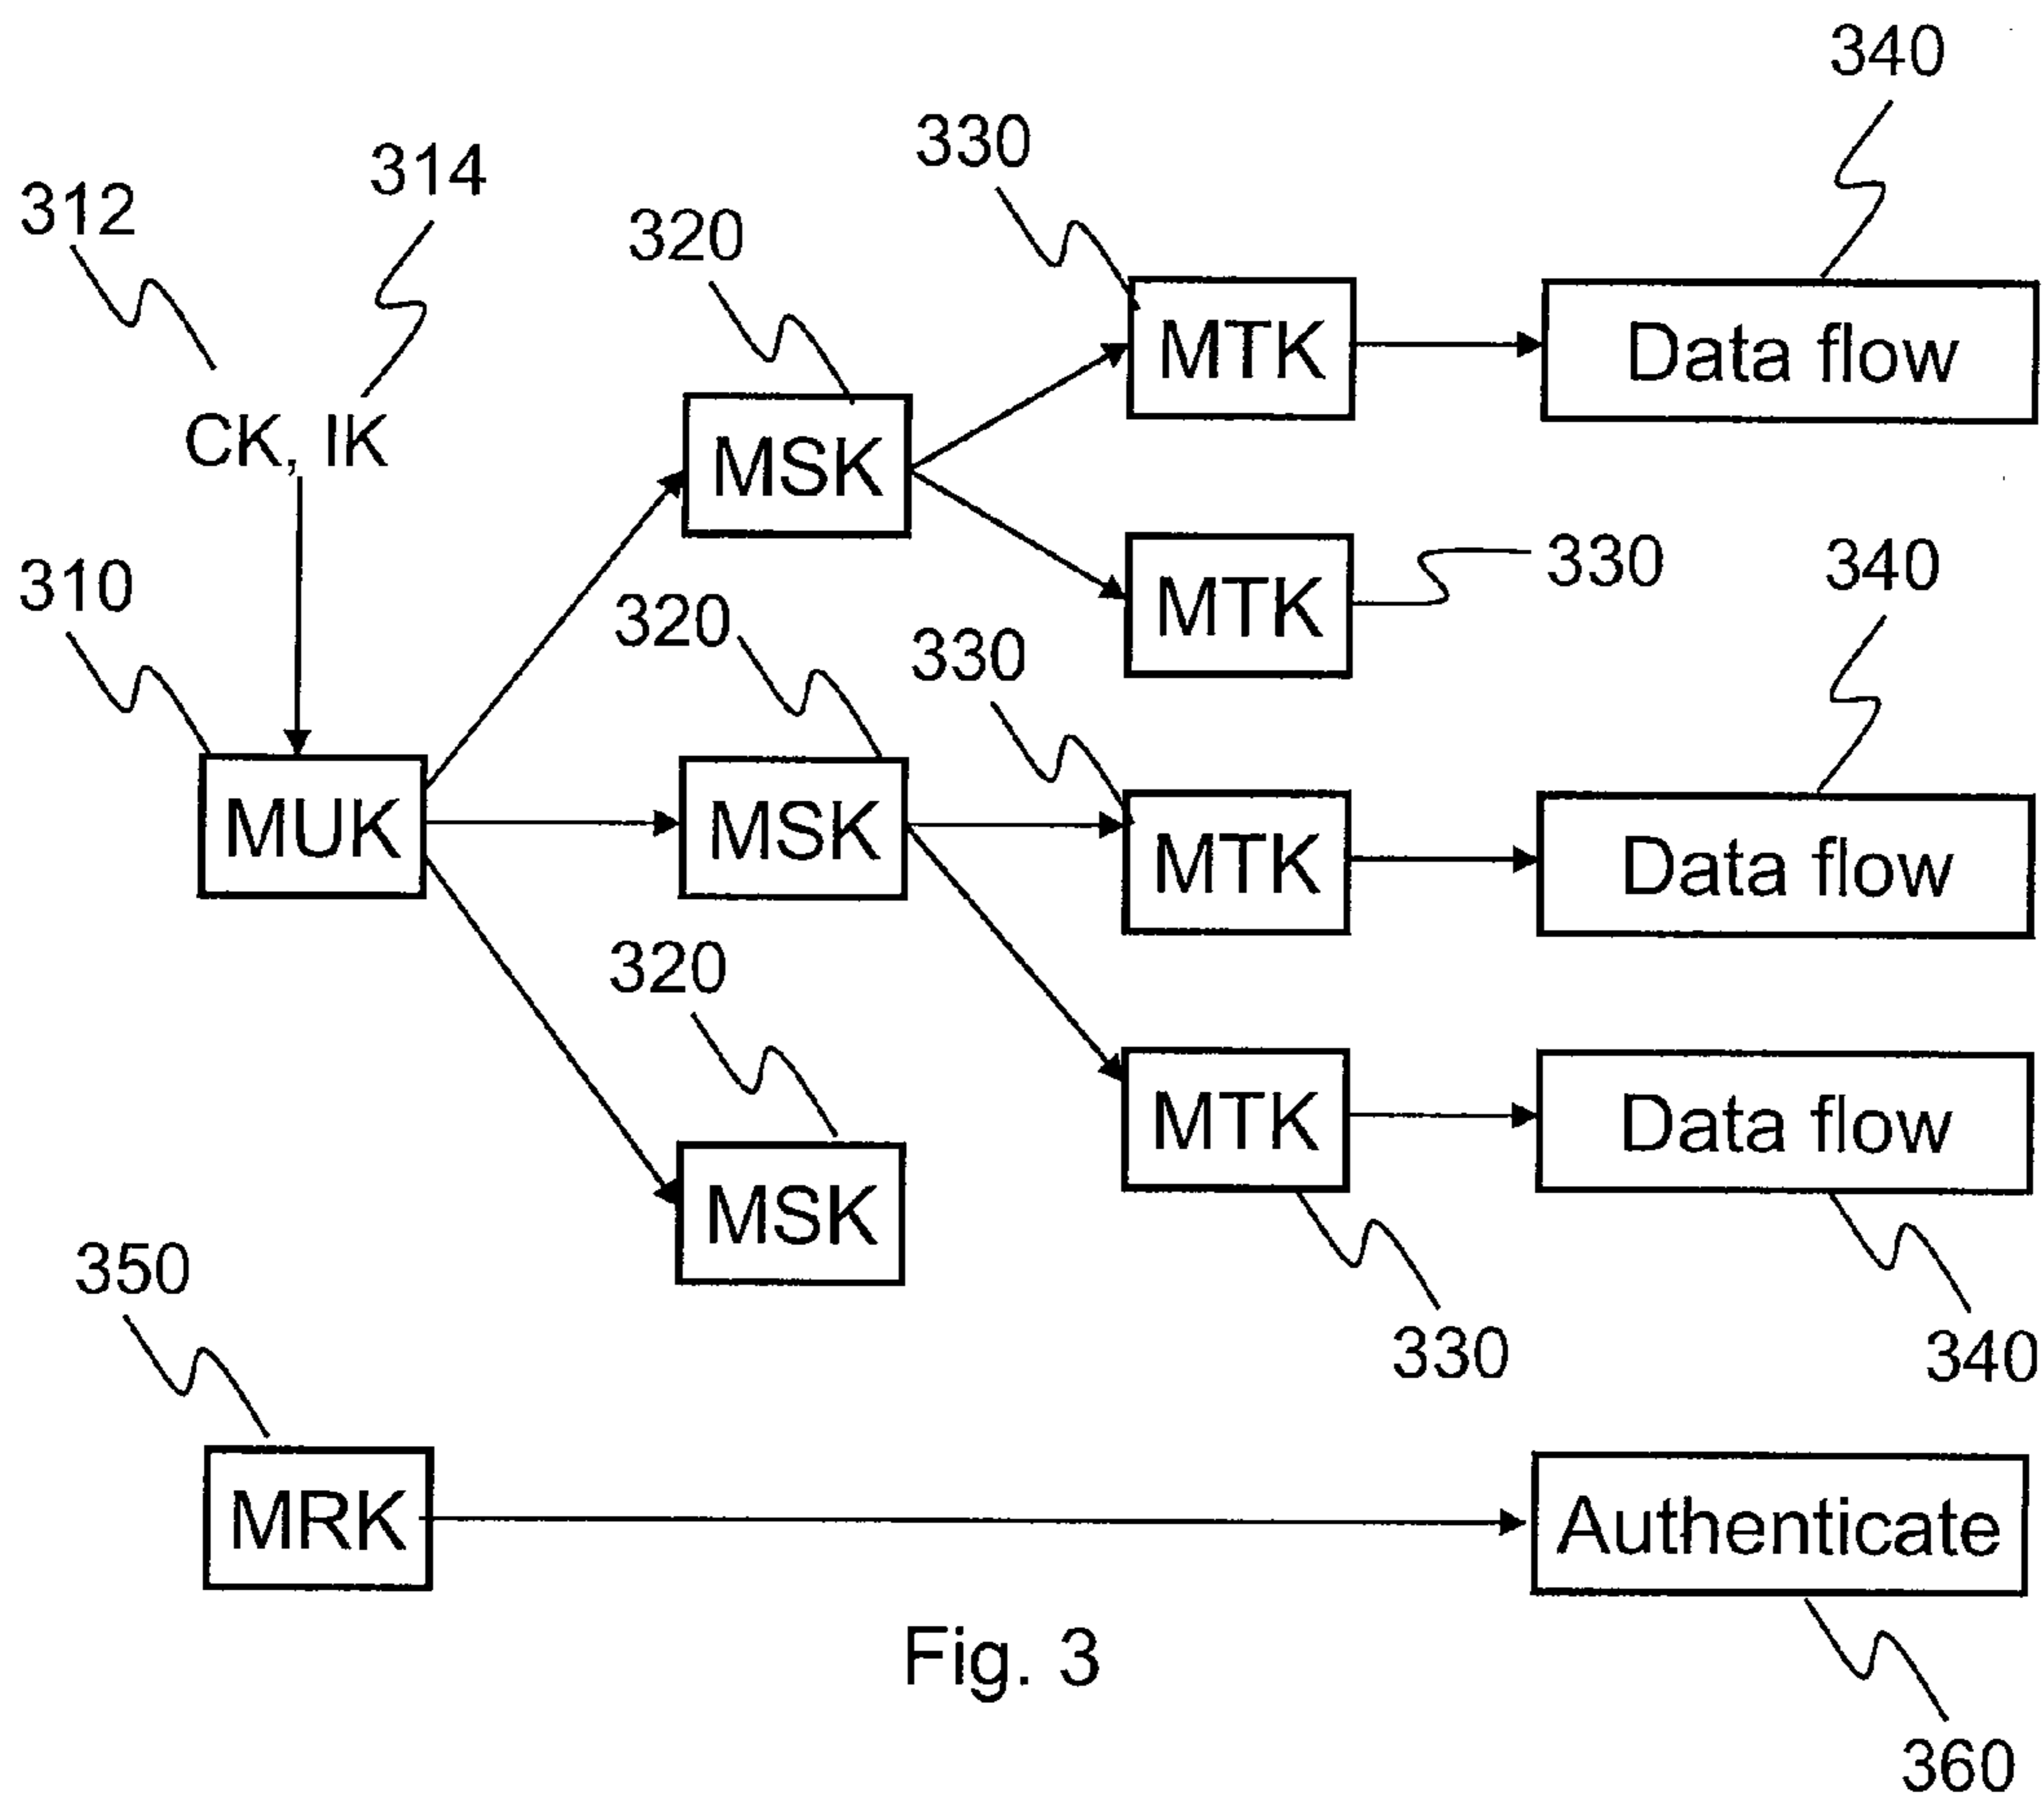 340
330
314
312
320
MTK
Data flow
CK, IK
MSK
330
340
310
MTK
320
330
MUK
MSK
MTK
Data flow
320
MTK
Data flow
MSK
350
330
340
MRK
Authenticate
Fig. 3
360